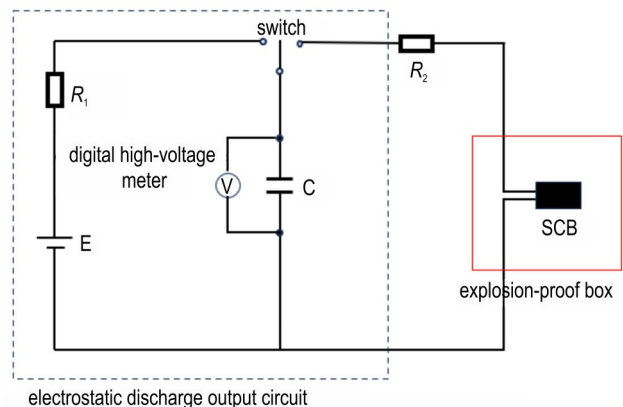 switch
R₂
R₁
digital high-voltage
meter
V
C
SCB
E
explosion-proof box
electrostatic discharge output circuit